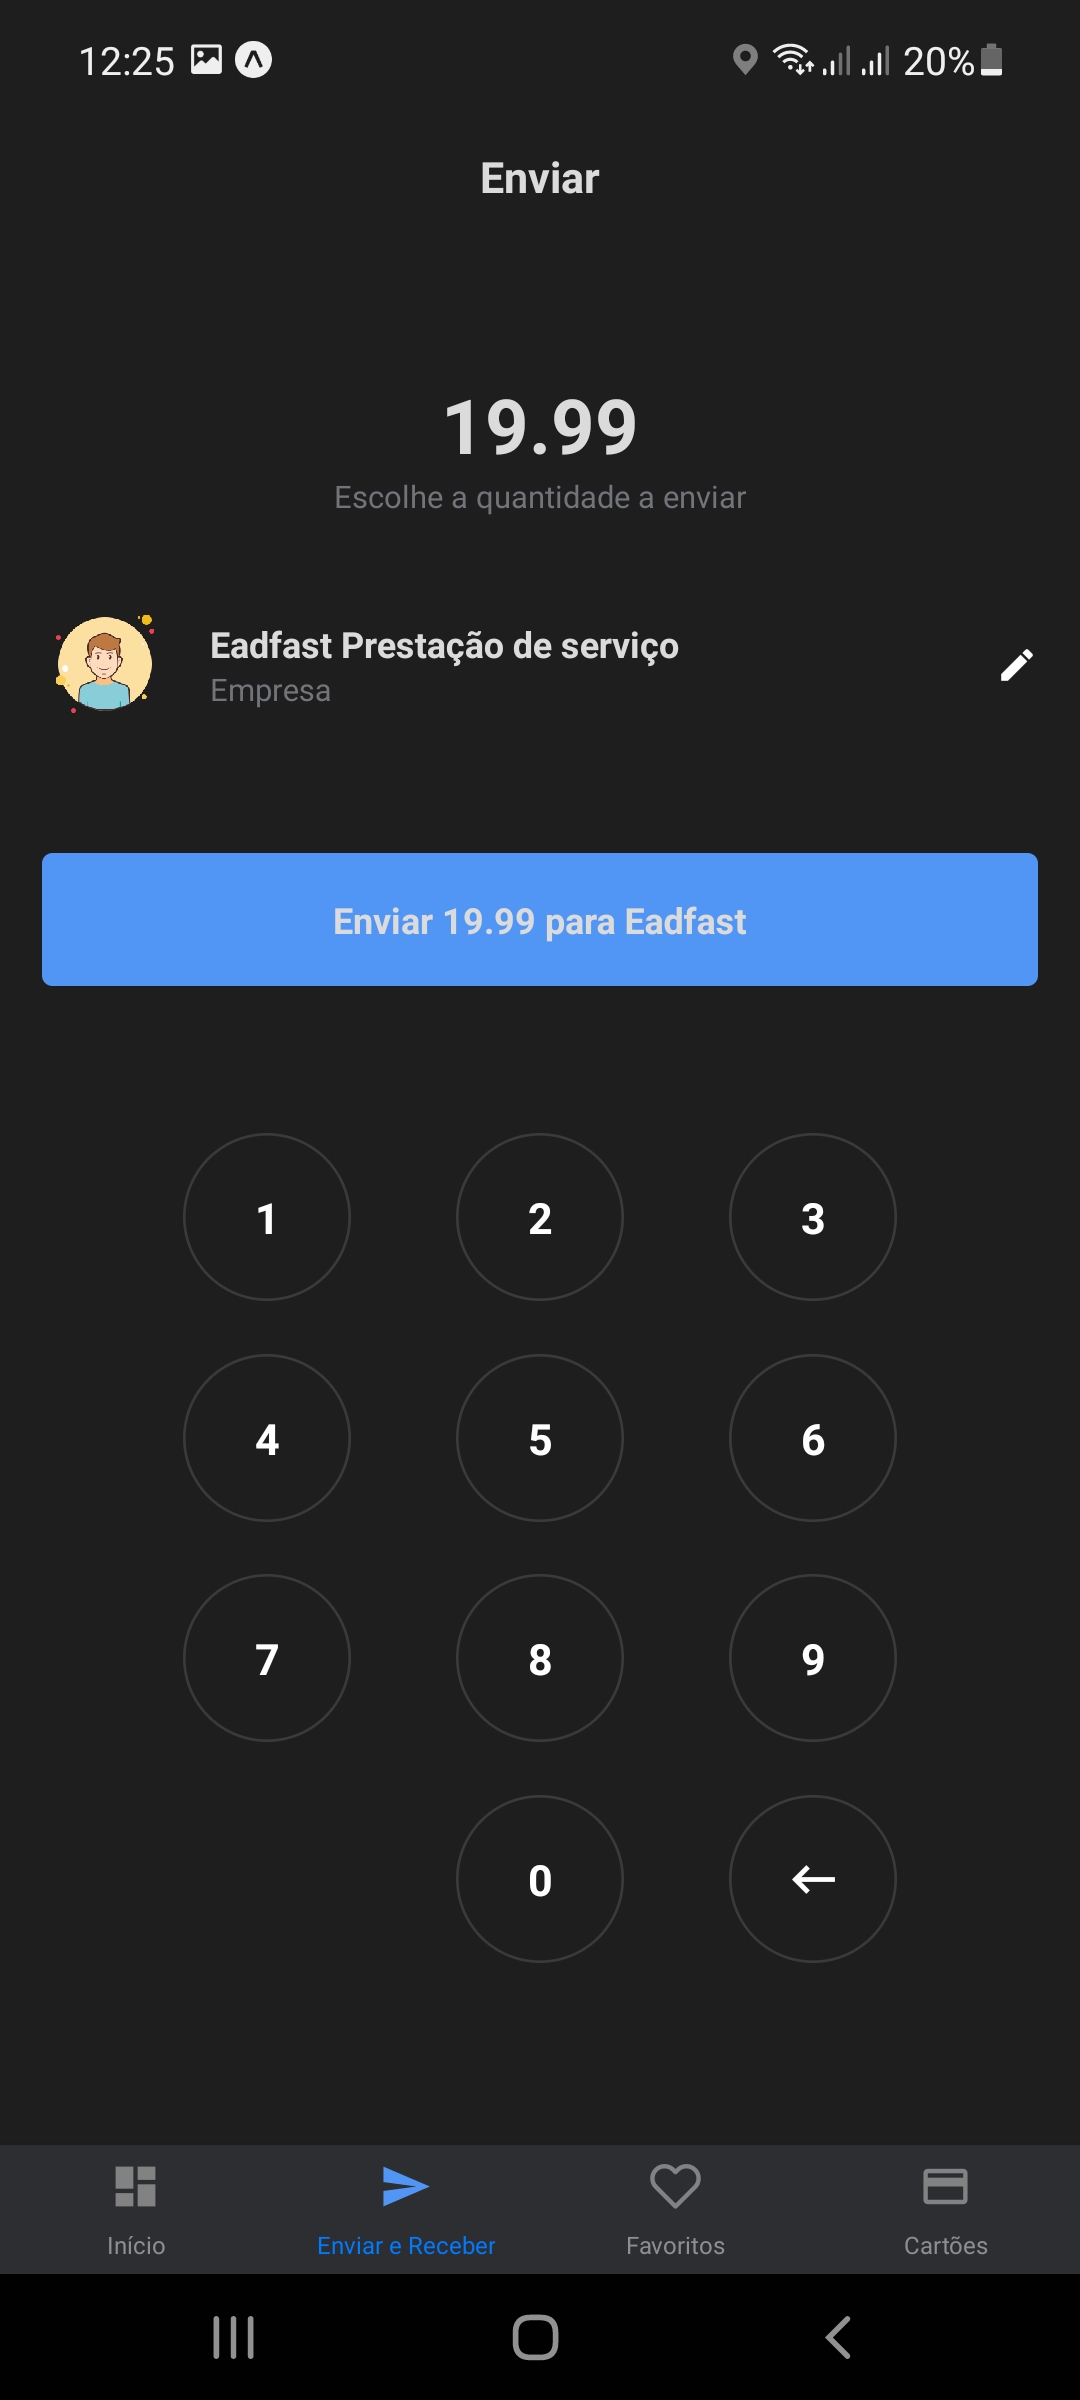 12:25
20%
Enviar
19.99
Escolhe a quantidade a enviar
Eadfast Prestação de serviço
Empresa
Enviar 19.99 para Eadfast
1 2 3
4 5 6
7 8 9
0
Início Enviar e Receber Favoritos Cartões